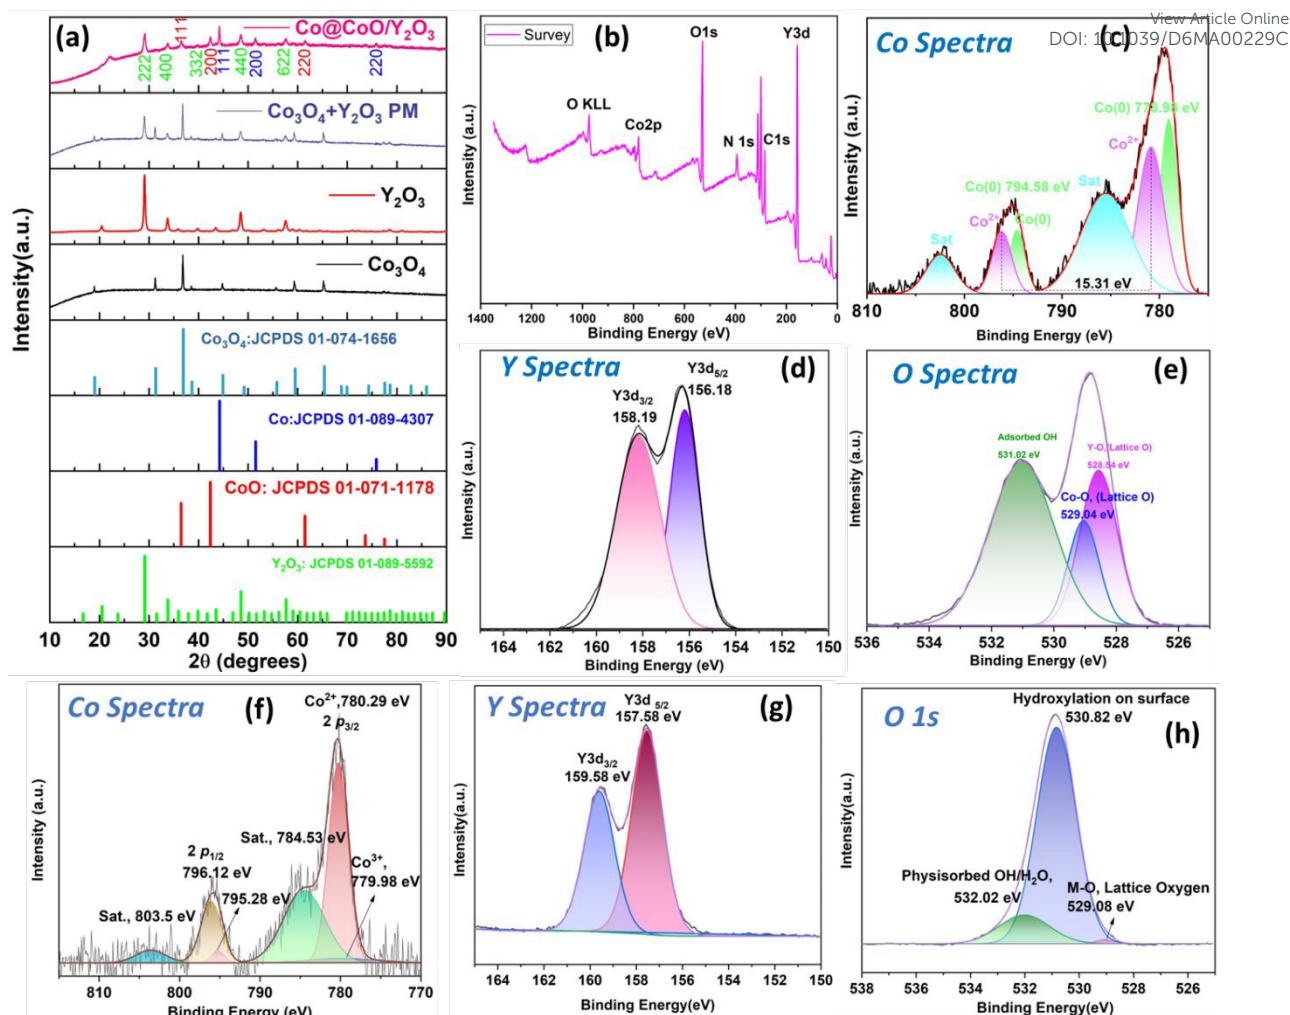 View Article Online
DOI: 10.1039/D6MA00229C
(a)
Co@CoO/Y₂O₃
222
400
111
332
200
111
440
200
622
220
220
Co₃O₄+Y₂O₃ PM
Y₂O₃
Co₃O₄
Co₃O₄:JCPDS 01-074-1656
Co:JCPDS 01-089-4307
CoO: JCPDS 01-071-1178
Y₂O₃: JCPDS 01-089-5592
Intensity(a.u.)
10 20 30 40 50 60 70 80 90
2θ (degrees)
Survey
(b)
O1s
Y3d
O KLL
Co2p
N 1s
C1s
Intensity (a.u.)
1400 1200 1000 800 600 400 200 0
Binding Energy (eV)
Co Spectra
(c)
Co(0) 778.98 eV
Co²⁺
Co(0) 794.58 eV
Sat
Co²⁺
Co(0)
Sat
15.31 eV
Intensity(a.u.)
810 800 790 780
Binding Energy (eV)
Y Spectra
(d)
Y3d₅/₂
156.18
Y3d₃/₂
158.19
Intensity (a.u.)
164 162 160 158 156 154 152 150
Binding Energy (eV)
O Spectra
(e)
Adsorbed OH
531.02 eV
Y-O,(Lattice O)
528.54 eV
Co-O, (Lattice O)
529.04 eV
Intensity (a.u.)
536 534 532 530 528 526
Binding Energy (eV)
Co Spectra
(f)
Co²⁺,780.29 eV
2 p₃/₂
Sat., 784.53 eV
2 p₁/₂
796.12 eV
795.28 eV
Co³⁺,
779.98 eV
Sat., 803.5 eV
Intensity (a.u.)
810 800 790 780 770
Binding Energy (eV)
Y Spectra
(g)
Y3d ₅/₂
157.58 eV
Y3d₃/₂
159.58 eV
Intensity (a.u.)
164 162 160 158 156 154 152 150
Binding Energy(eV)
O 1s
(h)
Hydroxylation on surface
530.82 eV
Physisorbed OH/H₂O,
532.02 eV
M-O, Lattice Oxygen
529.08 eV
Intensity(a.u.)
538 536 534 532 530 528 526
Binding Energy(eV)